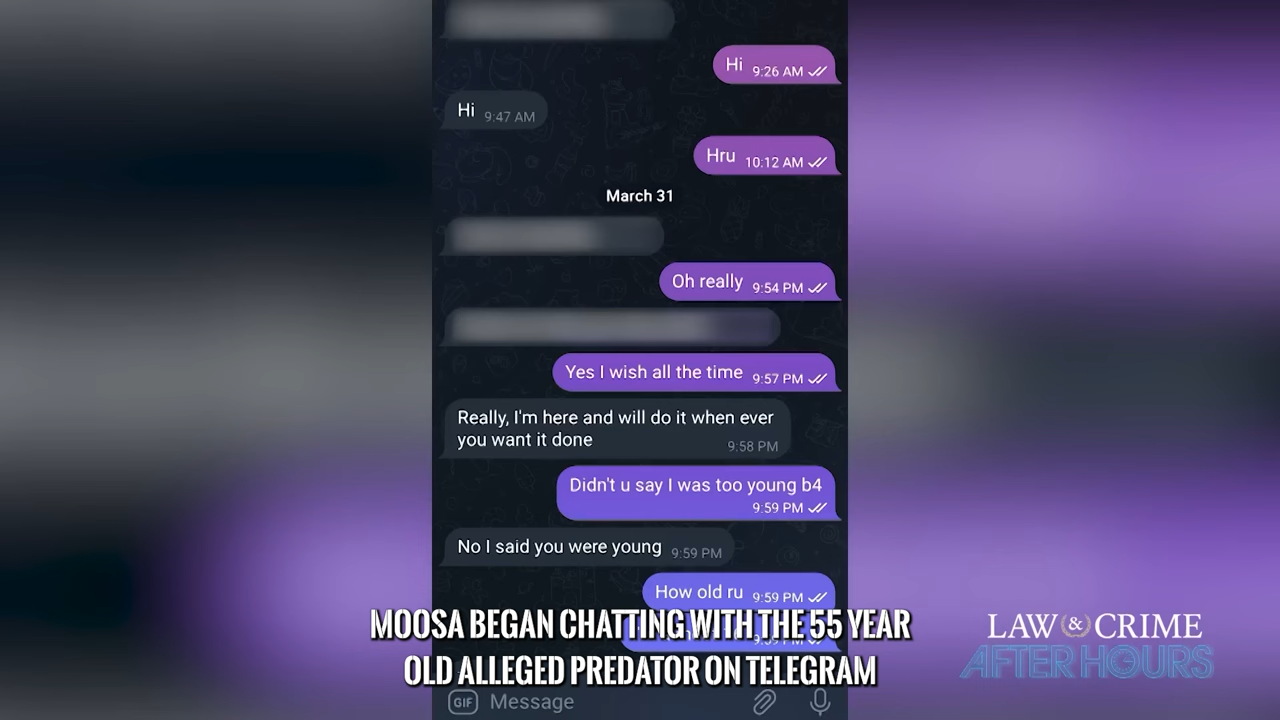 Hi 9:26 AM
Hi 9:47 AM
Hru 10:12 AM
March 31
Oh really 9:54 PM
Yes I wish all the time 9:57 PM
Really, I'm here and will do it when ever
you want it done 9:58 PM
Didn't u say I was too young b4
9:59 PM
No I said you were young 9:59 PM
How old ru 9:59 PM
9:59 PM
MOOSA BEGAN CHATTING WITH THE 55 YEAR
OLD ALLEGED PREDATOR ON TELEGRAM
LAW & CRIME
AFTER HOURS
GIF Message